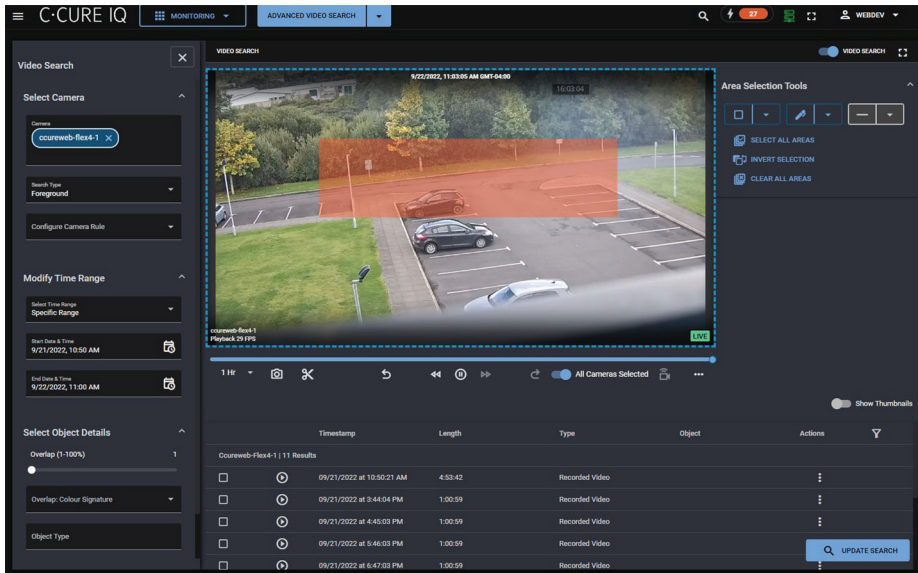 C·CURE IQ
MONITORING
ADVANCED VIDEO SEARCH
27
WEBDEV
Video Search
Select Camera
Camera
ccureweb-flex4-1
Search Type
Foreground
Configure Camera Rule
Modify Time Range
Select Time Range
Specific Range
Start Date & Time
9/21/2022, 10:50 AM
End Date & Time
9/22/2022, 11:00 AM
Select Object Details
Overlap (1-100%) 1
Overlap: Colour Signature
Object Type
VIDEO SEARCH
VIDEO SEARCH
9/22/2022, 11:03:05 AM GMT-04:00
16:03:04
ccureweb-flex4-1
Playback 29 FPS
LIVE
Area Selection Tools
SELECT ALL AREAS
INVERT SELECTION
CLEAR ALL AREAS
1 Hr
All Cameras Selected
Show Thumbnails
Timestamp Length Type Object Actions
Ccureweb-Flex4-1 | 11 Results
09/21/2022 at 10:50:21 AM 4:53:42 Recorded Video
09/21/2022 at 3:44:04 PM 1:00:59 Recorded Video
09/21/2022 at 4:45:03 PM 1:00:59 Recorded Video
09/21/2022 at 5:46:03 PM 1:00:59 Recorded Video
09/21/2022 at 6:47:03 PM 1:00:59 Recorded Video
UPDATE SEARCH